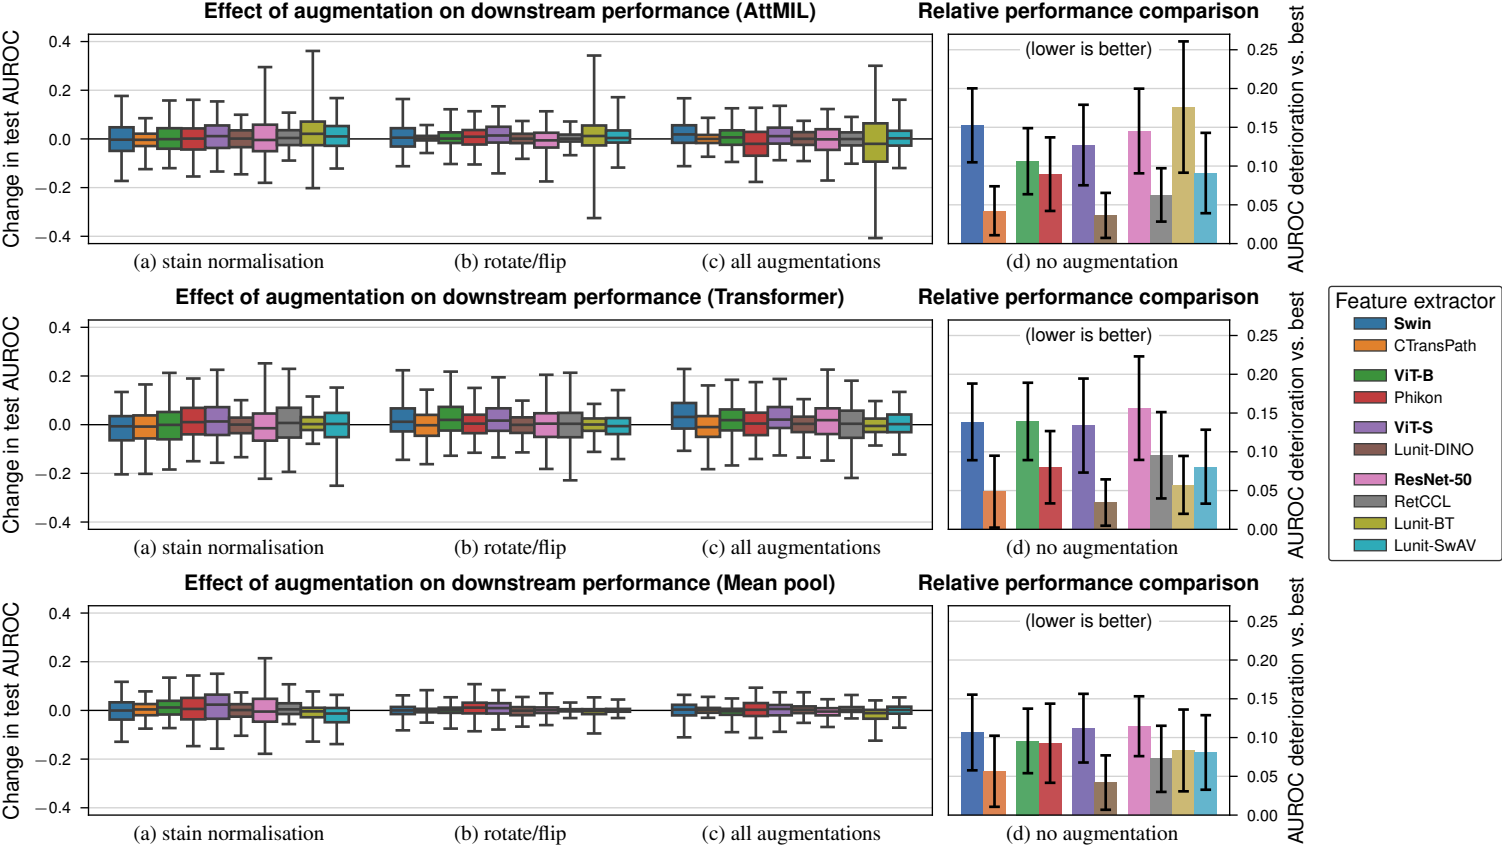 Effect of augmentation on downstream performance (AttMIL)
Relative performance comparison
Change in test AUROC
0.4
0.2
0.0
−0.2
−0.4
(a) stain normalisation
(b) rotate/flip
(c) all augmentations
(lower is better)
0.25
0.20
0.15
0.10
0.05
0.00
AUROC deterioration vs. best
(d) no augmentation
Effect of augmentation on downstream performance (Transformer)
Relative performance comparison
Change in test AUROC
0.4
0.2
0.0
−0.2
−0.4
(a) stain normalisation
(b) rotate/flip
(c) all augmentations
(lower is better)
0.25
0.20
0.15
0.10
0.05
0.00
AUROC deterioration vs. best
(d) no augmentation
Feature extractor
Swin
CTransPath
ViT-B
Phikon
ViT-S
Lunit-DINO
ResNet-50
RetCCL
Lunit-BT
Lunit-SwAV
Effect of augmentation on downstream performance (Mean pool)
Relative performance comparison
Change in test AUROC
0.4
0.2
0.0
−0.2
−0.4
(a) stain normalisation
(b) rotate/flip
(c) all augmentations
(lower is better)
0.25
0.20
0.15
0.10
0.05
0.00
AUROC deterioration vs. best
(d) no augmentation